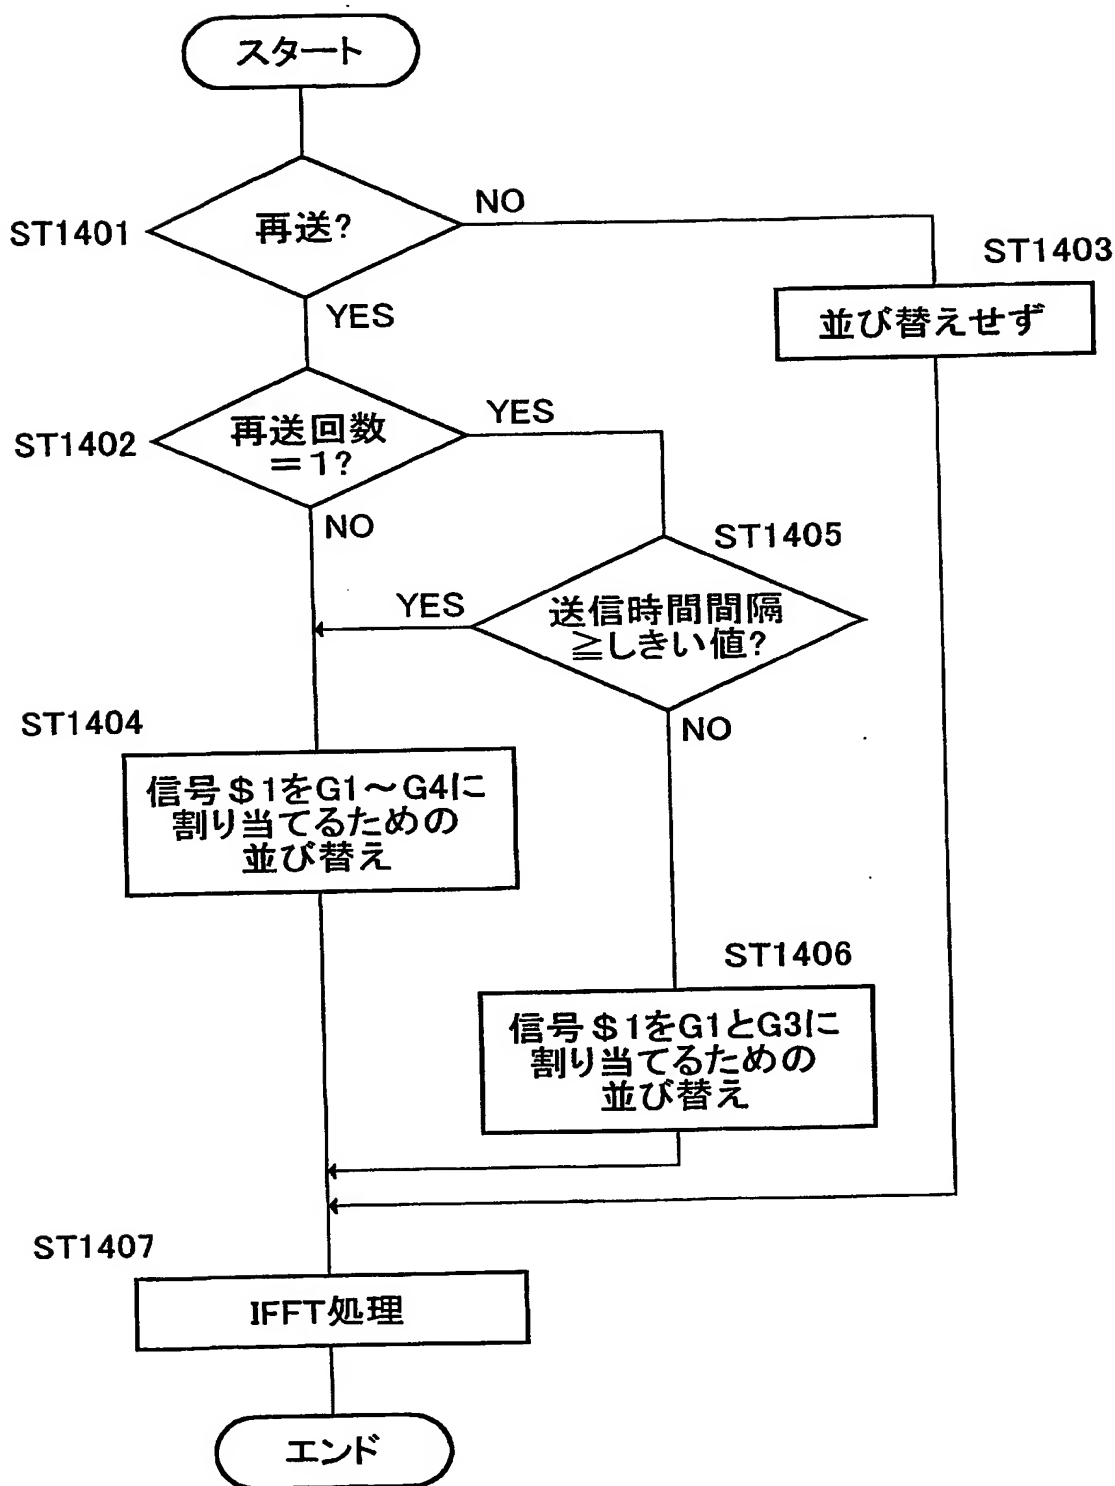 スタート
ST1401
再送?
NO
YES
ST1403
並び替えせず
ST1402
再送回数
=1?
YES
NO
ST1405
送信時間間隔
≧しきい値?
YES
NO
ST1404
信号$1をG1～G4に
割り当てるための
並び替え
ST1406
信号$1をG1とG3に
割り当てるための
並び替え
ST1407
IFFT処理
エンド